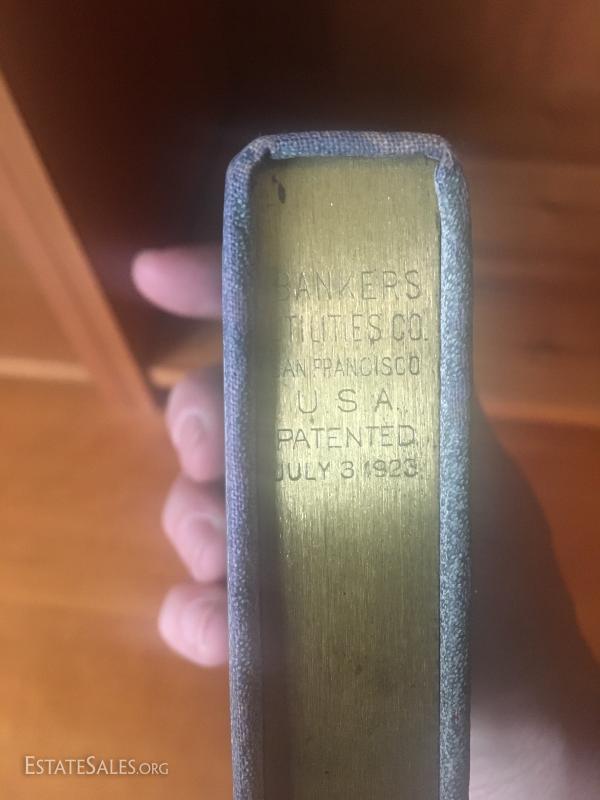 BANKERS
UTILITIES CO.
SAN FRANCISCO
U S A.
PATENTED
JULY 3 1923.
ESTATESALES.ORG